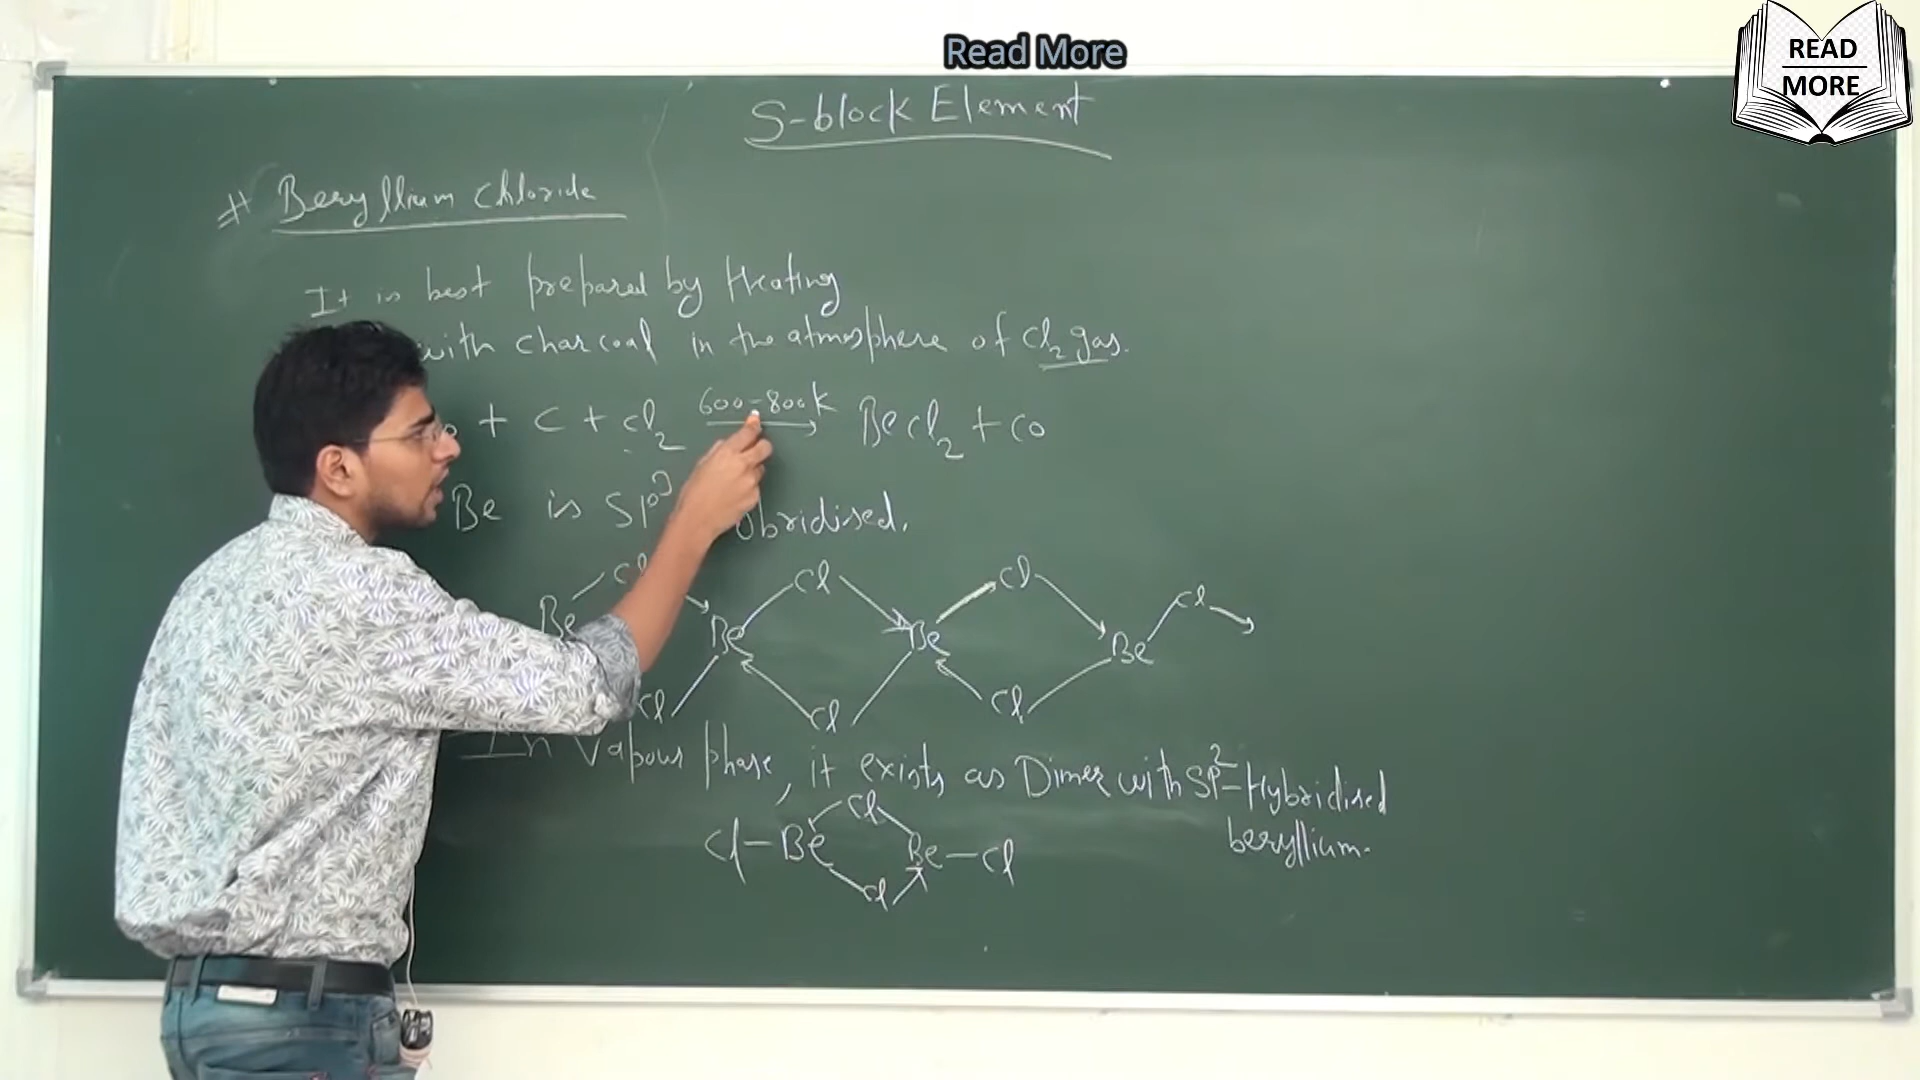 Read More
READ
MORE
S-block Element
# Beryllium Chloride
It is best prepared by Heating
with charcoal in the atmosphere of Cl2 gas.
+ C + Cl2 600-800K → BeCl2 + CO
Be is SP3 bridised.
Cl Cl Cl Cl
Be Be Be Be
Cl Cl Cl
In Vapour phase, it exists as Dimer with SP2-Hybridised
beryllium.
Cl
Cl-Be Be-Cl
Cl